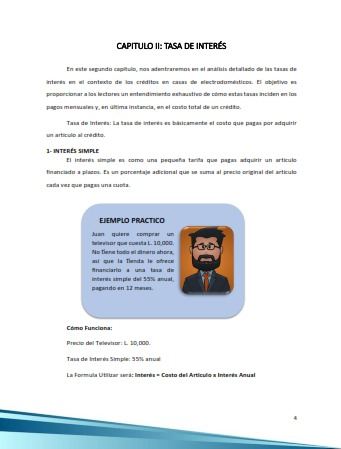 CAPITULO II: TASA DE INTERÉS
En este segundo capítulo, nos adentraremos en el análisis detallado de las tasas de
interés en el contexto de los créditos en casas de electrodomésticos. El objetivo es
proporcionar a los lectores un entendimiento exhaustivo de cómo estas tasas inciden en los
pagos mensuales y, en última instancia, en el costo total de un crédito.
Tasa de Interés: La tasa de interés es básicamente el costo que pagas por adquirir
un artículo al crédito.
1- INTERÉS SIMPLE
El interés simple es como una pequeña tarifa que pagas adquirir un artículo
financiado a plazos. Es un porcentaje adicional que se suma al precio original del artículo
cada vez que pagas una cuota.
EJEMPLO PRACTICO
Juan quiere comprar un
televisor que cuesta L. 10,000.
No tiene todo el dinero ahora,
así que la tienda le ofrece
financiarlo a una tasa de
interés simple del 55% anual,
pagando en 12 meses.
Cómo Funciona:
Precio del Televisor: L. 10,000.
Tasa de Interés Simple: 55% anual
La Formula Utilizar será: Interés = Costo del Artículo x Interés Anual
4